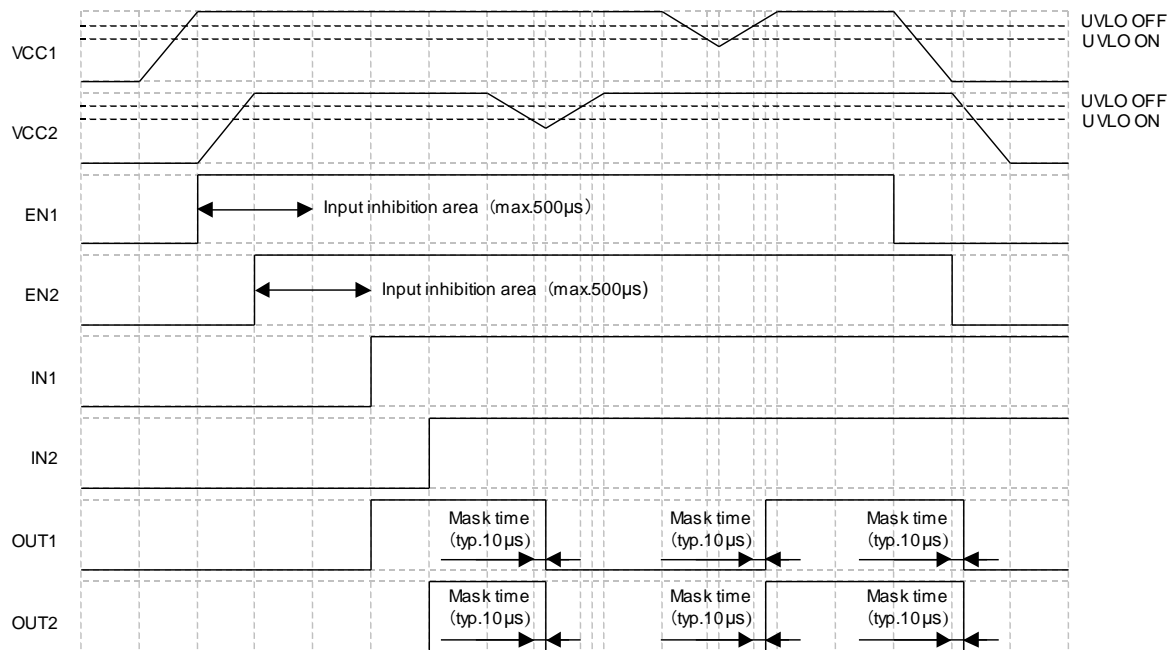 VCC1
UVLO OFF
UVLO ON
VCC2
UVLO OFF
UVLO ON
EN1
Input inhibition area (max.500µs)
EN2
Input inhibition area (max.500µs)
IN1
IN2
OUT1
Mask time
(typ.10µs)
Mask time
(typ.10µs)
Mask time
(typ.10µs)
OUT2
Mask time
(typ.10µs)
Mask time
(typ.10µs)
Mask time
(typ.10µs)